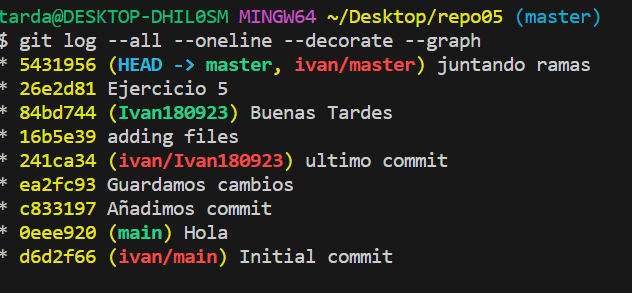 tarda@DESKTOP-DHIL0SM MINGW64 ~/Desktop/repo05 (master)
$ git log --all --oneline --decorate --graph
* 5431956 (HEAD -> master, ivan/master) juntando ramas
* 26e2d81 Ejercicio 5
* 84bd744 (Ivan180923) Buenas Tardes
* 16b5e39 adding files
* 241ca34 (ivan/Ivan180923) ultimo commit
* ea2fc93 Guardamos cambios
* c833197 Añadimos commit
* 0eee920 (main) Hola
* d6d2f66 (ivan/main) Initial commit